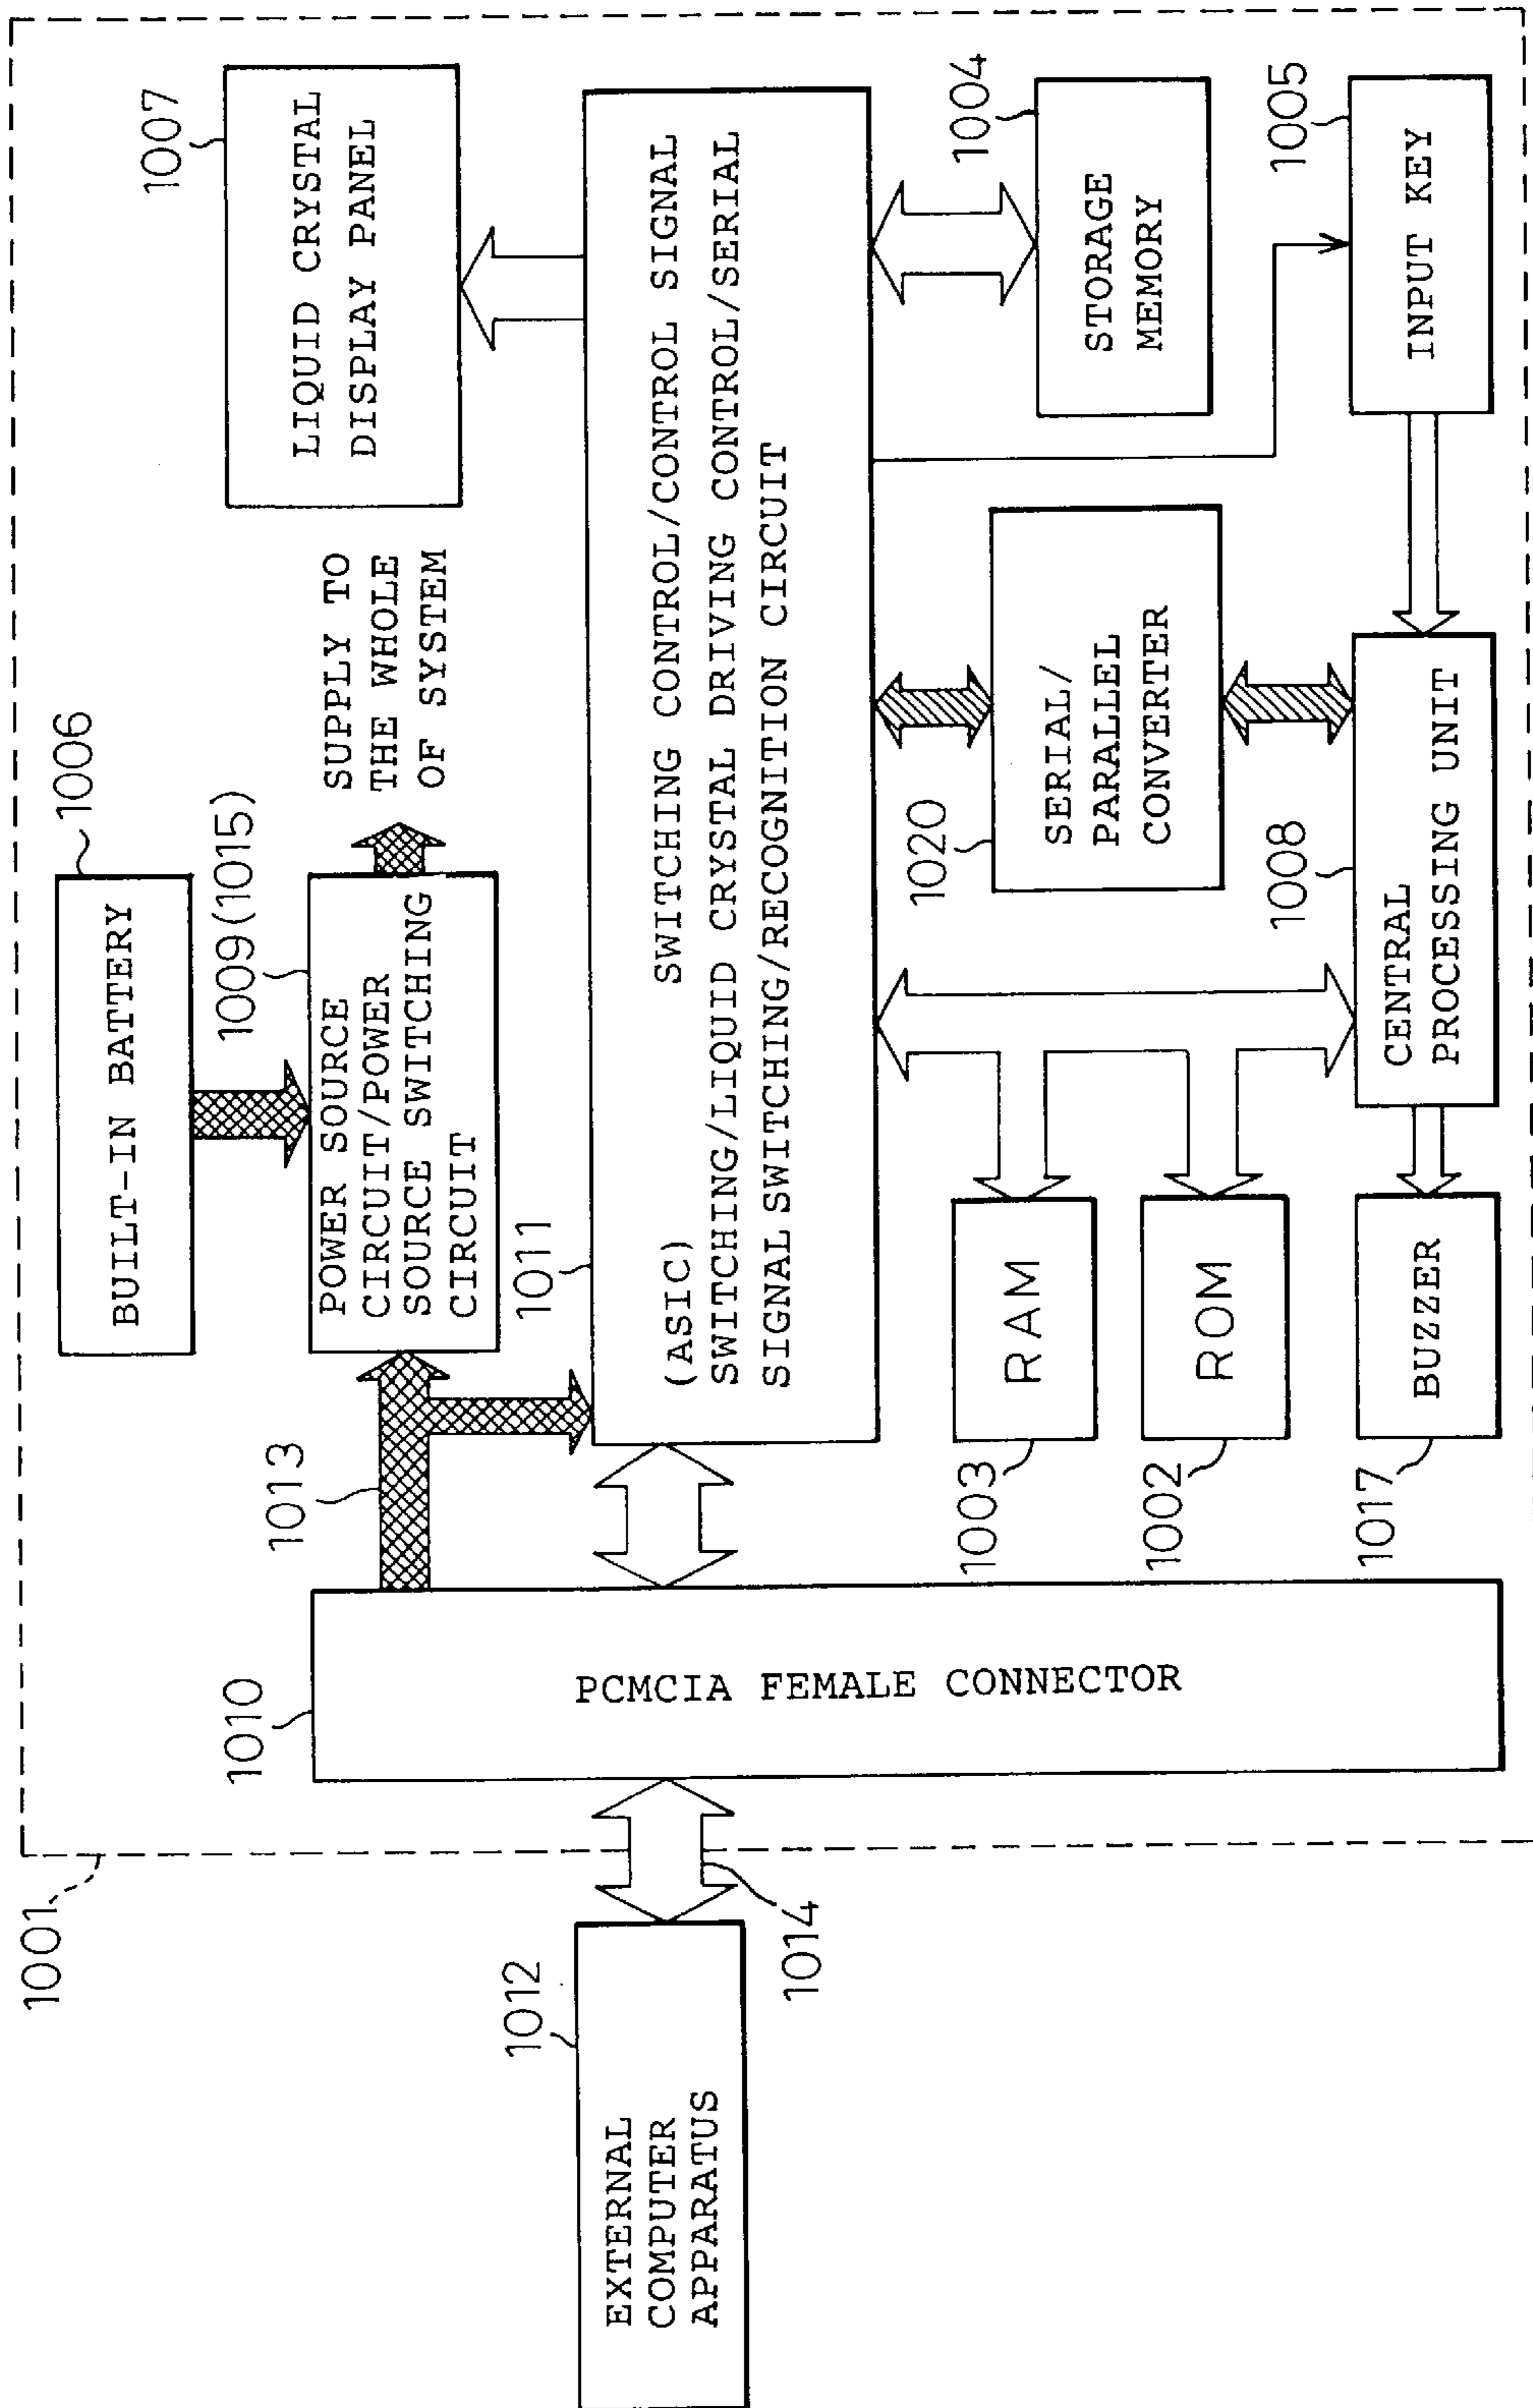 1001
1012
EXTERNAL
COMPUTER
APPARATUS
1014
1010
PCMCIA FEMALE CONNECTOR
1013
BUILT-IN BATTERY
1006
1009(1015)
POWER SOURCE
CIRCUIT/POWER
SOURCE SWITCHING
CIRCUIT
SUPPLY TO
THE WHOLE
OF SYSTEM
1007
LIQUID CRYSTAL
DISPLAY PANEL
1011
(ASIC) SWITCHING CONTROL/CONTROL SIGNAL
SWITCHING/LIQUID CRYSTAL DRIVING CONTROL/SERIAL
SIGNAL SWITCHING/RECOGNITION CIRCUIT
1003
RAM
1002
ROM
1017
BUZZER
1020
SERIAL/
PARALLEL
CONVERTER
1008
CENTRAL
PROCESSING UNIT
1004
STORAGE
MEMORY
1005
INPUT KEY